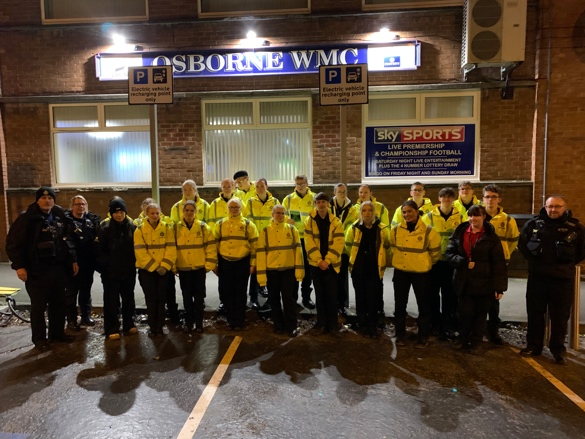 OSBORNE WMC
P
Electric vehicle
recharging point
only
P
Electric vehicle
recharging point
only
sky SPORTS
LIVE PREMIERSHIP
& CHAMPIONSHIP FOOTBALL
SATURDAY NIGHT LIVE ENTERTAINMENT
PLUS THE 4 NUMBER LOTTERY DRAW
BINGO ON FRIDAY AND SUNDAY NIGHT